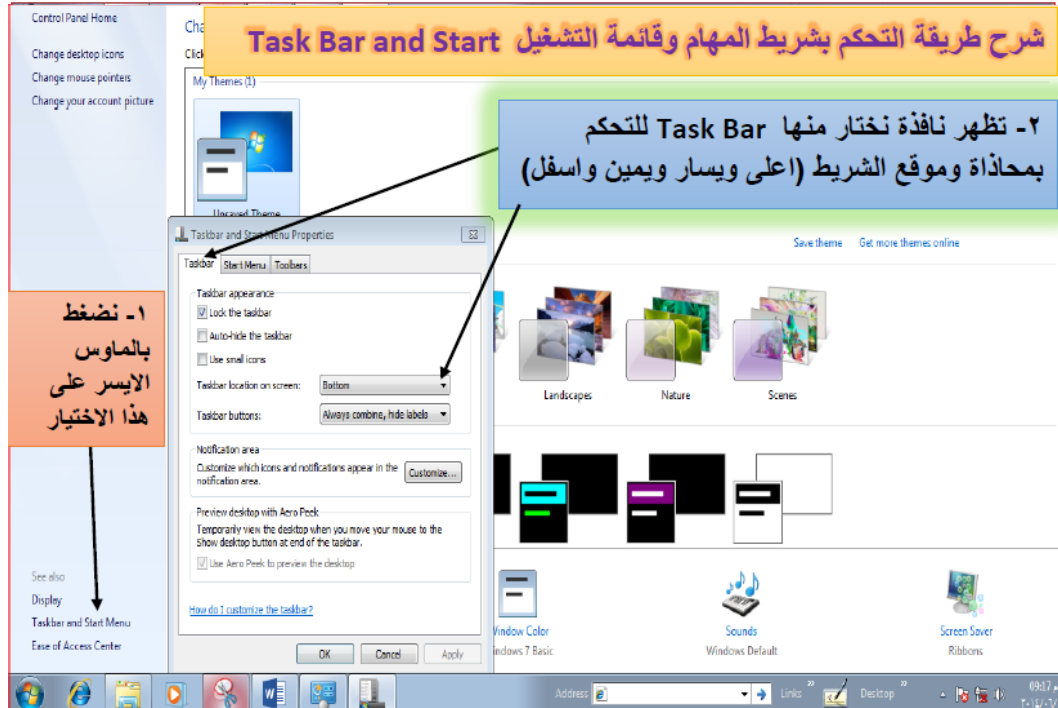 Control Panel Home
Change desktop icons
Change mouse pointers
Change your account picture
شرح طريقة التحكم بشريط المهام وقائمة التشغيل Task Bar and Start
My Themes (1)
Unsaved Theme
٢- تظهر نافذة نختار منها Task Bar للتحكم
بمحاذاة وموقع الشريط (اعلى ويسار ويمين واسفل)
Save theme Get more themes online
١- نضغط
بالماوس
الايسر على
هذا الاختيار
Taskbar and Start Menu Properties
Taskbar Start Menu Toolbars
Taskbar appearance
Lock the taskbar
Auto-hide the taskbar
Use small icons
Taskbar location on screen: Bottom
Taskbar buttons: Always combine, hide labels
Notification area
Customize which icons and notifications appear in the
notification area.
Customize...
Preview desktop with Aero Peek
Temporarily view the desktop when you move your mouse to the
Show desktop button at end of the taskbar.
Use Aero Peek to preview the desktop
How do I customize the taskbar?
OK Cancel Apply
Landscapes Nature Scenes
See also
Display
Taskbar and Start Menu
Ease of Access Center
Window Color
Windows 7 Basic
Sounds
Windows Default
Screen Saver
Ribbons
Address Links Desktop
09:17